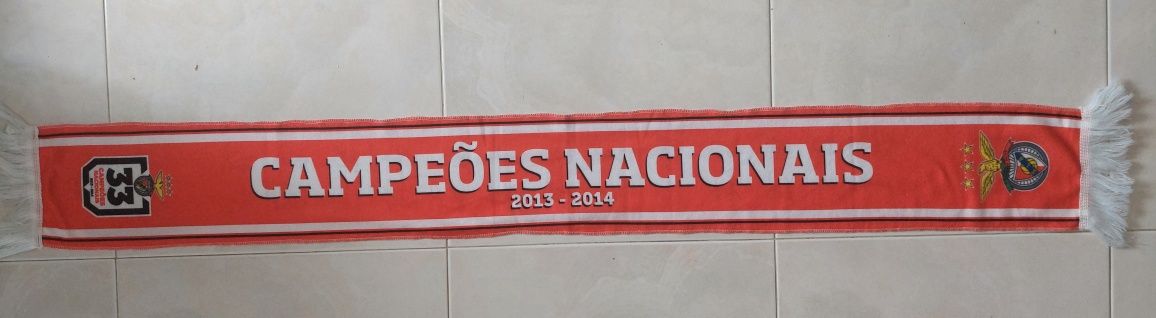 33
CAMPEÕES NACIONAIS
2013 - 2014